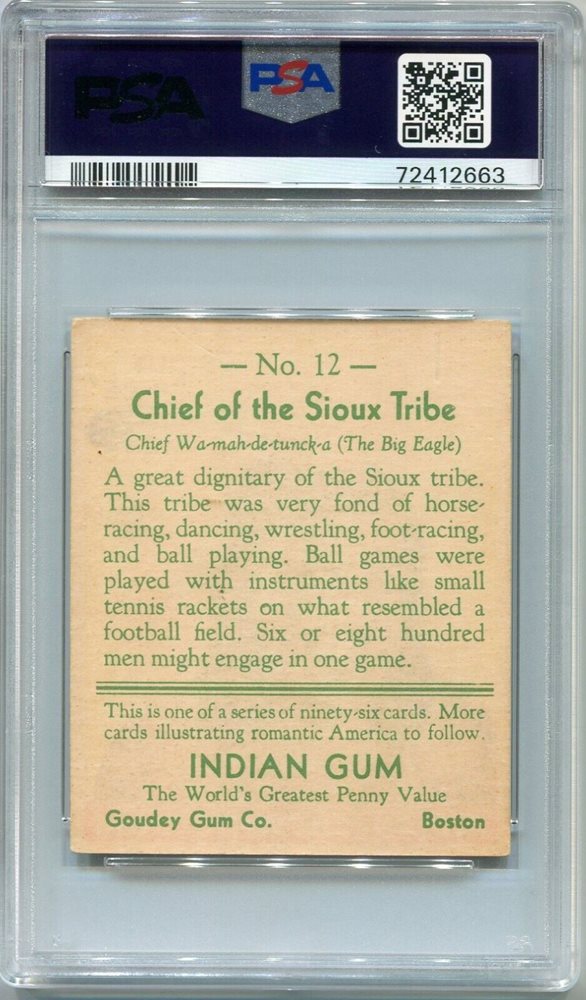 PSA
PSA
72412663
— No. 12 —
Chief of the Sioux Tribe
Chief Wa-mah-de-tunck-a (The Big Eagle)
A great dignitary of the Sioux tribe.
This tribe was very fond of horse-
racing, dancing, wrestling, foot-racing,
and ball playing. Ball games were
played with instruments like small
tennis rackets on what resembled a
football field. Six or eight hundred
men might engage in one game.
This is one of a series of ninety-six cards. More
cards illustrating romantic America to follow.
INDIAN GUM
The World's Greatest Penny Value
Goudey Gum Co. Boston